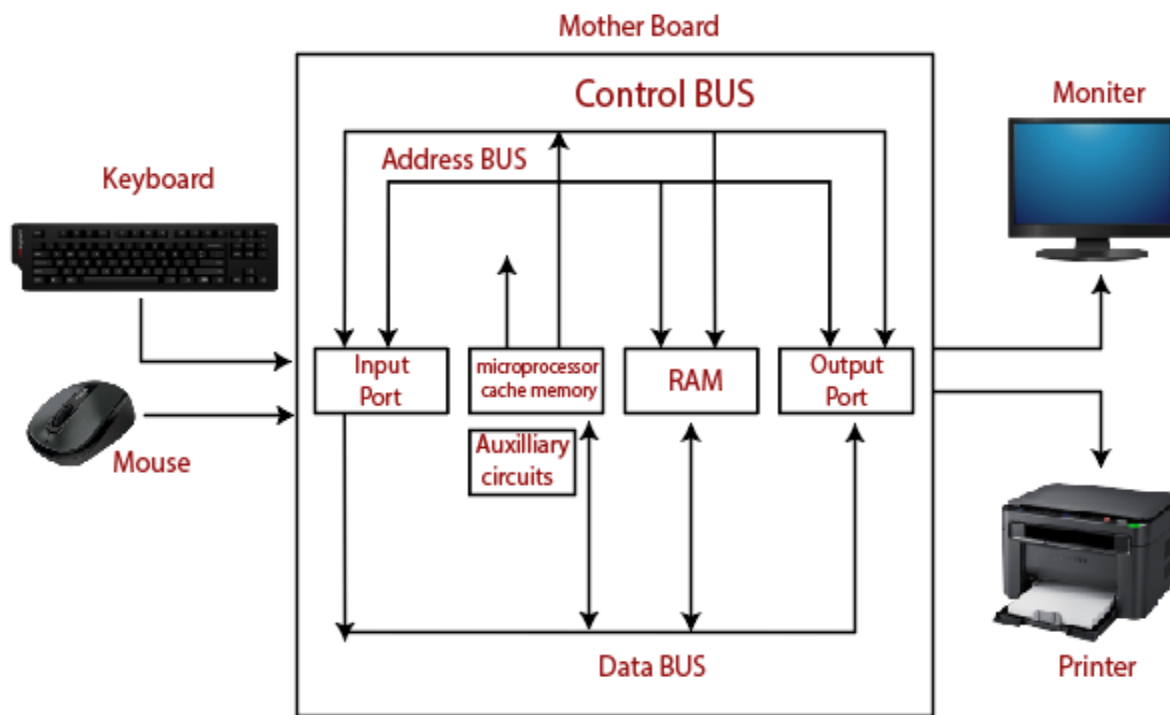 Mother Board
Control BUS
Moniter
Address BUS
Keyboard
Input
Port
microprocessor
cache memory
RAM
Output
Port
Auxilliary
circuits
Mouse
Data BUS
Printer